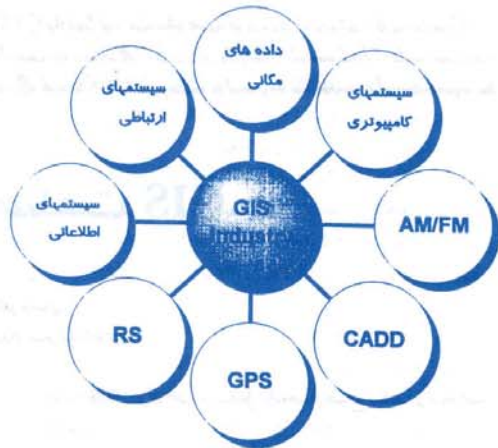 داده های
مکانی
سیستمهای
کامپیوتری
AM/FM
CADD
GPS
RS
سیستمهای
اطلاعاتی
سیستمهای
ارتباطی
GIS